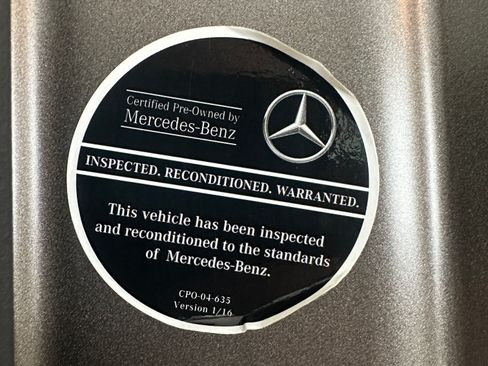 Certified Pre-Owned by
Mercedes-Benz
INSPECTED. RECONDITIONED. WARRANTED.
This vehicle has been inspected
and reconditioned to the standards
of Mercedes-Benz.
CPO-04-635
Version 1/16